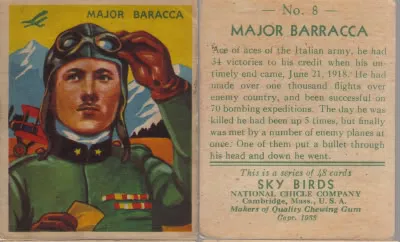 MAJOR BARACCA
— No. 8 —
MAJOR BARRACCA
Ace of aces of the Italian army, he had
34 victories to his credit when his un-
timely end came, June 21, 1918. He had
made over one thousand flights over
enemy country, and been successful on
70 bombing expeditions. The day he was
killed he had been up 5 times, but finally
was met by a number of enemy planes at
once. One of them put a bullet through
his head and down he went.
This is a series of 48 cards
SKY BIRDS
NATIONAL CHICLE COMPANY
Cambridge, Mass., U. S. A.
Makers of Quality Chewing Gum
Copr. 1933